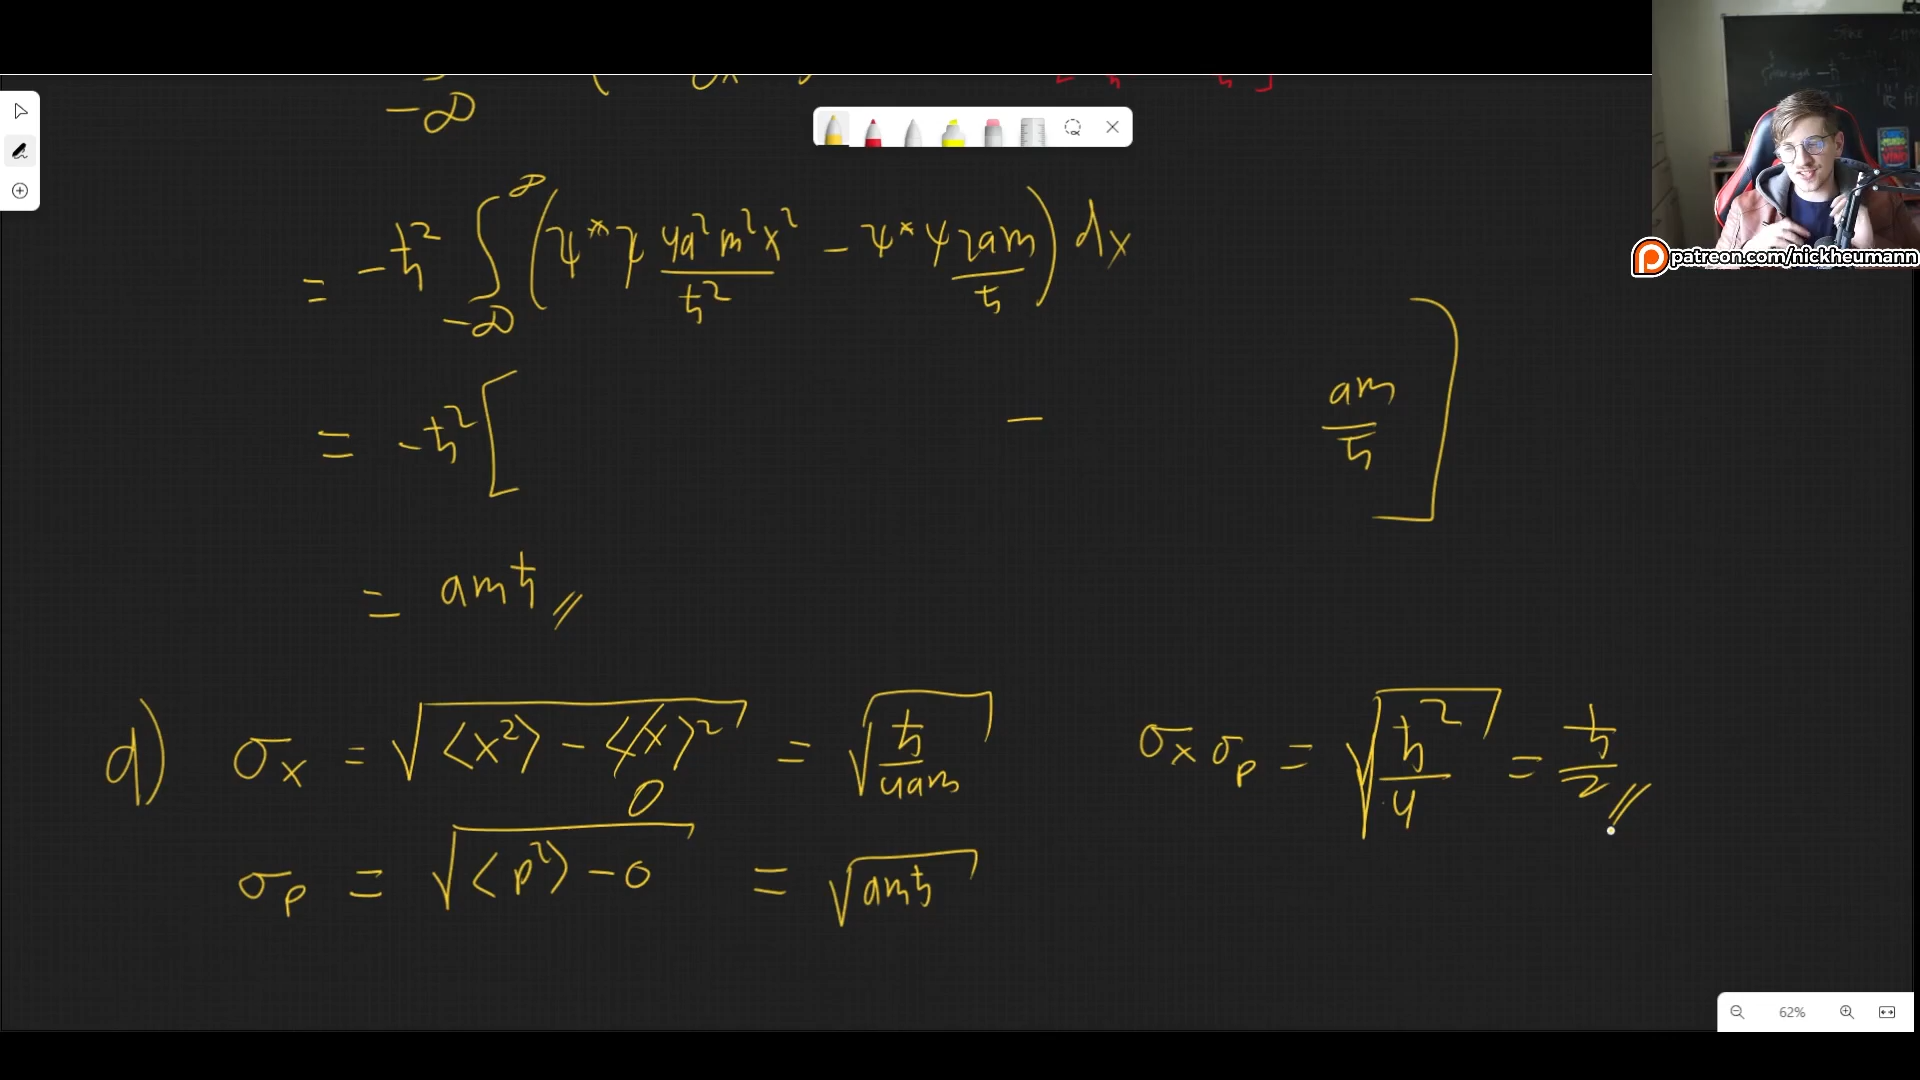 -∞
= -ħ² ∫_{-∞}^{∞} (ψ*ψ 4a²m²x²/ħ² - ψ*ψ 2am/ħ) dx
= -ħ² [ - am/ħ ]
= amħ //
d) σx = √(⟨x²⟩ - ⟨x⟩²) = √(ħ/4am) σx σp = √(ħ²/4) = ħ/2 //
0
σp = √(⟨p²⟩ - 0) = √(amħ)
patreon.com/nickheumann
62%